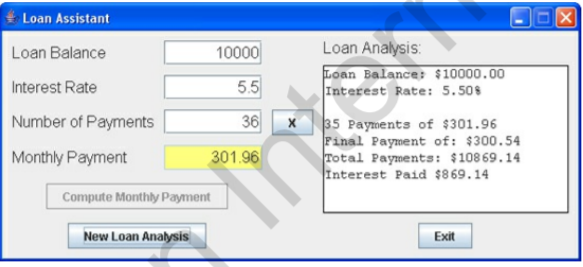 Loan Assistant
Loan Balance 10000
Interest Rate 5.5
Number of Payments 36 X
Monthly Payment 301.96
Compute Monthly Payment
New Loan Analysis
Loan Analysis:
Loan Balance: $10000.00
Interest Rate: 5.50%
35 Payments of $301.96
Final Payment of: $300.54
Total Payments: $10869.14
Interest Paid $869.14
Exit